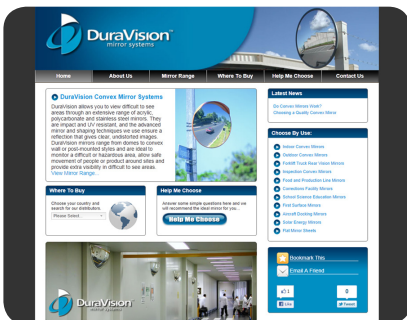 DuraVision™
mirror systems
Home
About Us
Mirror Range
Where To Buy
Help Me Choose
Contact Us
DuraVision Convex Mirror Systems
DuraVision allows you to view difficult to see
areas through an extensive range of acrylic,
polycarbonate and stainless steel mirrors. They
are impact and UV resistant, and the advanced
mirror and shaping techniques we use ensure a
reflection that gives clear, undistorted images.
DuraVision mirrors range from domes to convex
wall or post-mounted styles and are ideal to
monitor a difficult or hazardous area, allow safe
movement of people or product around sites and
provide extra visibility in difficult to see areas.
View Mirror Range...
Where To Buy
Choose your country and
search for our distributors.
Please Select...
Help Me Choose
Answer some simple questions here and we
will recommend the ideal mirror for you...
Help Me Choose
DuraVision
Latest News
Do Convex Mirrors Work?
Choosing a Quality Convex Mirror
Choose By Use:
Indoor Convex Mirrors
Outdoor Convex Mirrors
Forklift Truck Rear Vision Mirrors
Inspection Convex Mirrors
Food and Production Line Mirrors
Corrections Facility Mirrors
School Science Education Mirrors
First Surface Mirrors
Aircraft Docking Mirrors
Solar Energy Mirrors
Flat Mirror Sheets
Bookmark This
Email A Friend
1
0
Like
Tweet